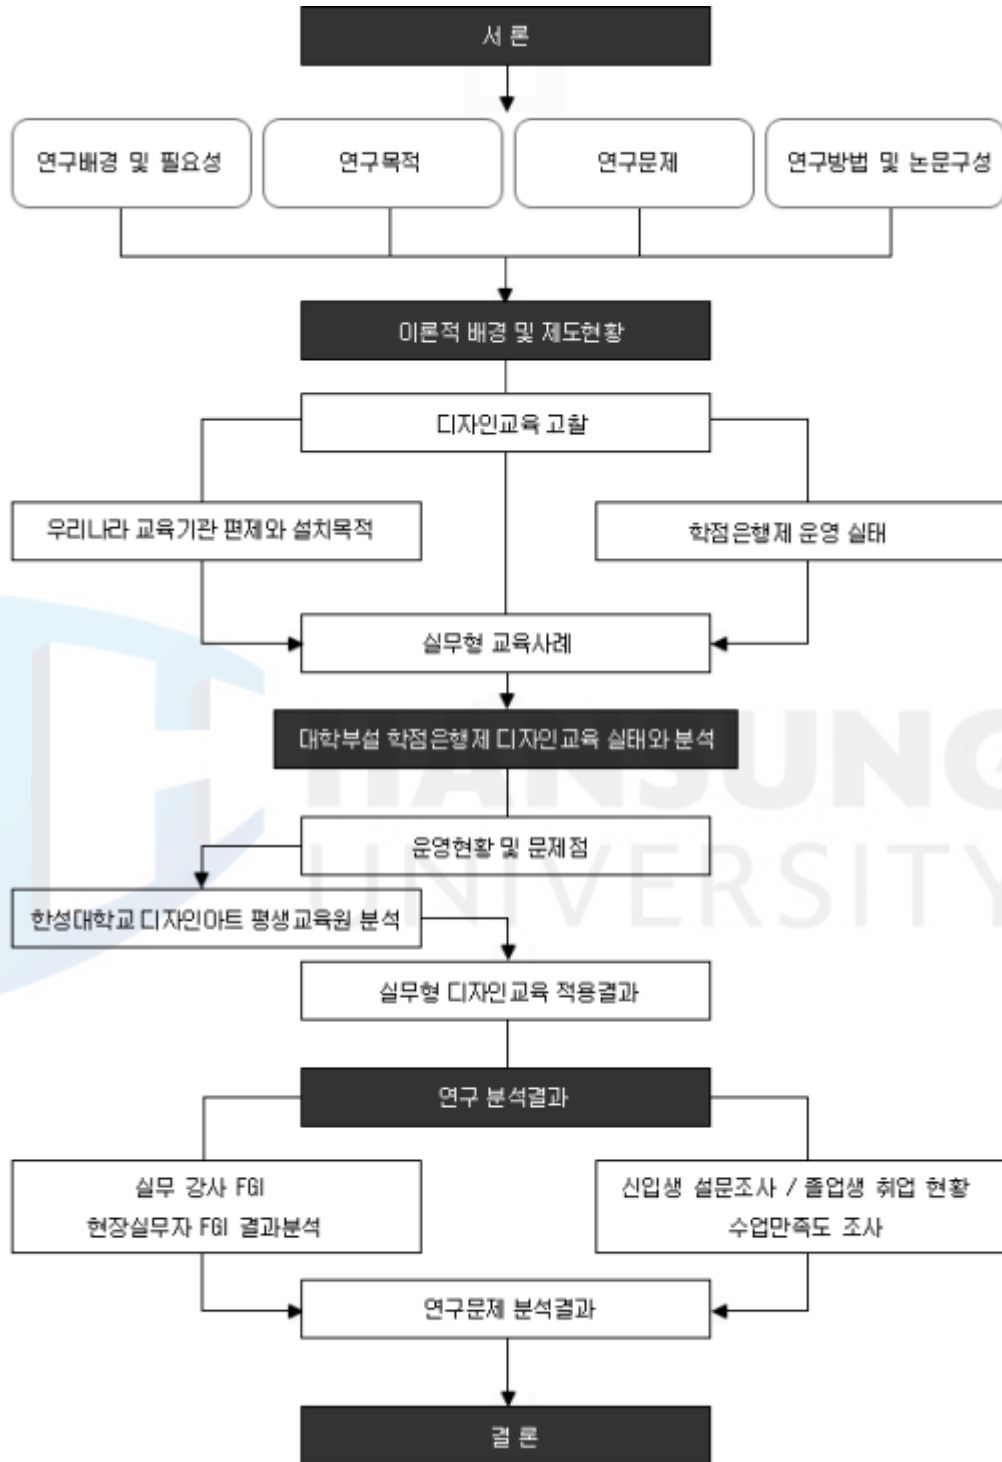 서 론
연구배경 및 필요성
연구목적
연구문제
연구방법 및 논문구성
이론적 배경 및 제도현황
디자인교육 고찰
우리나라 교육기관 편제와 설치목적
학점은행제 운영 실태
실무형 교육사례
대학부설 학점은행제 디자인교육 실태와 분석
HANSUNG
UNIVERSITY
운영현황 및 문제점
한성대학교 디자인아트 평생교육원 분석
실무형 디자인교육 적용결과
연구 분석결과
실무 강사 FGI
현장실무자 FGI 결과분석
신입생 설문조사 / 졸업생 취업 현황
수업만족도 조사
연구문제 분석결과
결 론